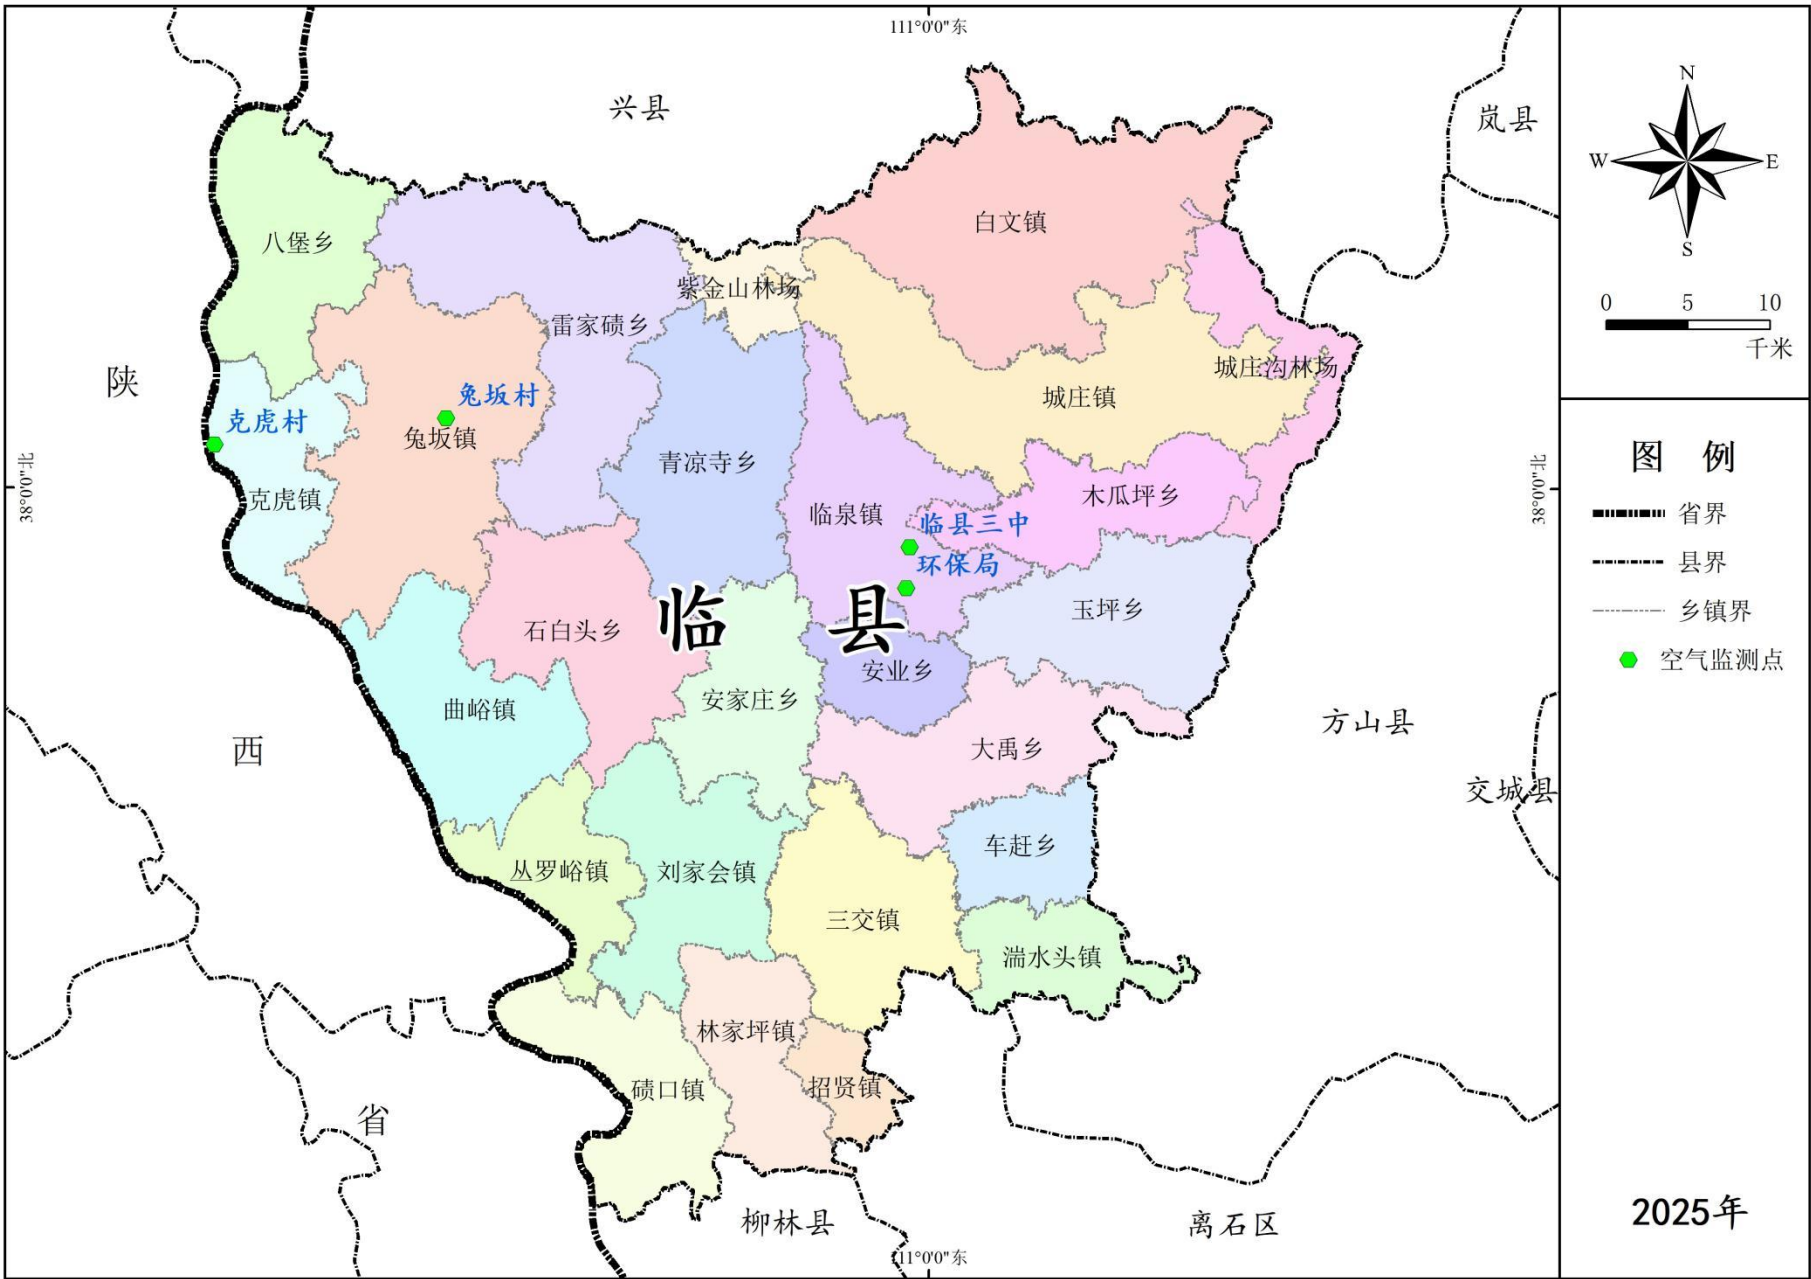 111°0'0"东
兴县
岚县
N
W
E
S
白文镇
八堡乡
紫金山林场
0 5 10
千米
雷家碛乡
城庄沟林场
陕
兔坂村
城庄镇
克虎村
兔坂镇
青凉寺乡
38°0'0"北
38°0'0"北
图 例
克虎镇
木瓜坪乡
临泉镇
临县三中
省界
环保局
县界
临县
石白头乡
玉坪乡
乡镇界
安业乡
空气监测点
安家庄乡
曲峪镇
方山县
西
大禹乡
交城县
车赶乡
丛罗峪镇
刘家会镇
三交镇
湍水头镇
林家坪镇
碛口镇
招贤镇
省
柳林县
离石区
2025年
111°0'0"东